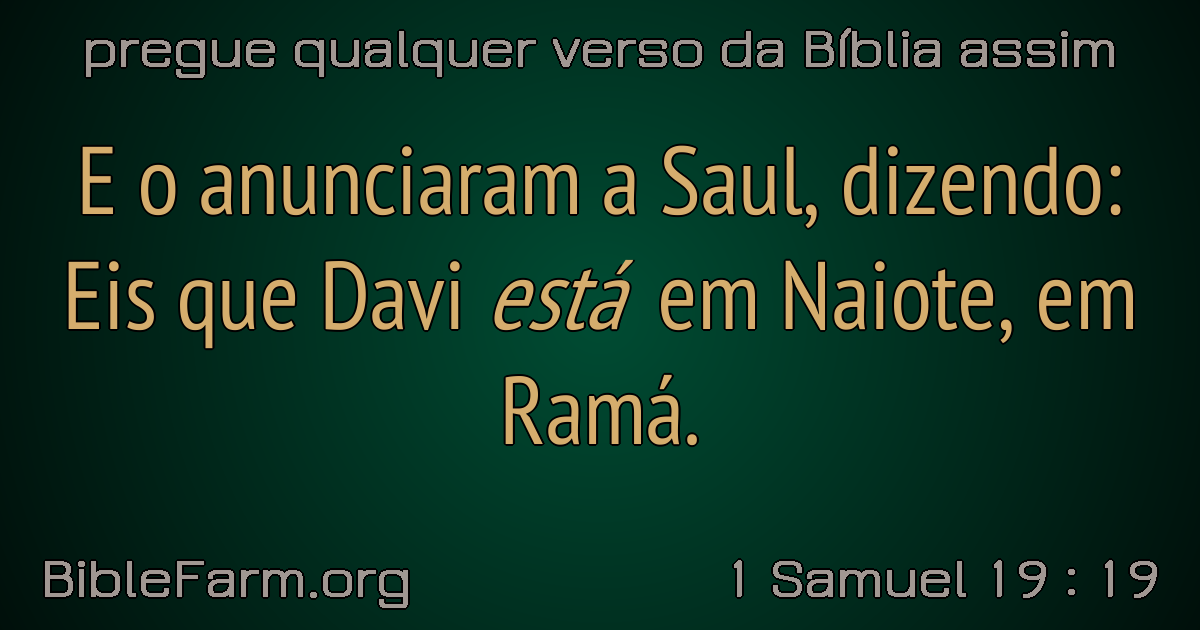 pregue qualquer verso da Bíblia assim
E o anunciaram a Saul, dizendo:
Eis que Davi está em Naiote, em
Ramá.
BibleFarm.org
1 Samuel 19 : 19